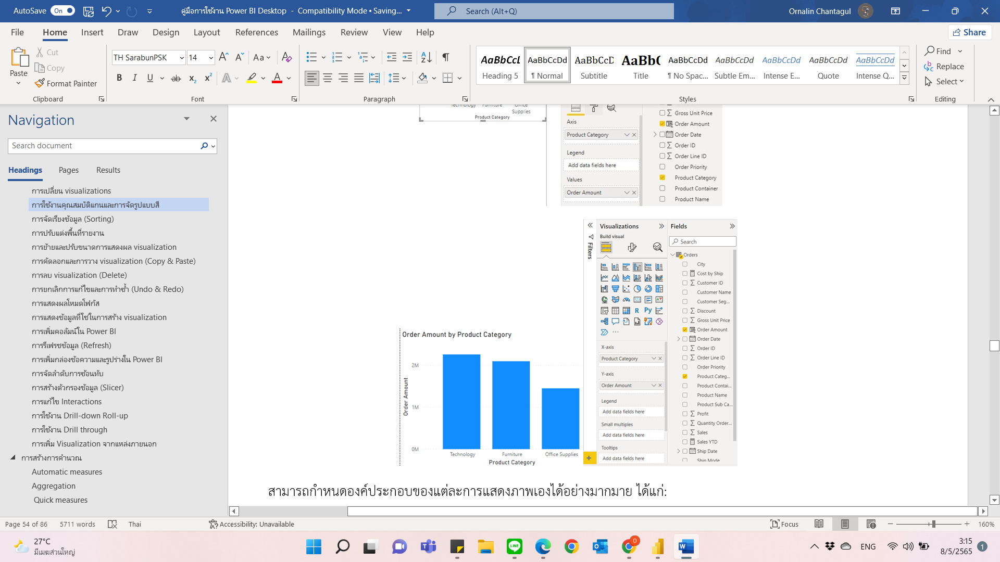 AutoSave On คู่มือการใช้งาน Power BI Desktop - Compatibility Mode • Saving... Search (Alt+Q) Ornalin Chantagul
File Home Insert Draw Design Layout References Mailings Review View Help Share
Paste
Cut
Copy
Format Painter
Clipboard
TH SarabunPSK 14
Font
Paragraph
AaBbCcL AaBbCcDd AaBbCcD AaBbC AaBbCcDd AaBbCcDd AaBbCcDd AaBbCcDd AaBbCcDd
Heading 5 ¶ Normal Subtitle Title ¶ No Spac... Subtle Em... Intense E... Quote Intense Q...
Styles
Find
Replace
Select
Editing
Navigation
Search document
Headings Pages Results
การเปลี่ยน visualizations
การใช้งานคุณสมบัติแกนและการจัดรูปแบบสี
การจัดเรียงข้อมูล (Sorting)
การปรับแต่งพื้นที่รายงาน
การย้ายและปรับขนาดการแสดงผล visualization
การคัดลอกและการวาง visualization (Copy & Paste)
การลบ visualization (Delete)
การยกเลิกการแก้ไขและการทำซ้ำ (Undo & Redo)
การแสดงผลโหมดโฟกัส
การแสดงข้อมูลที่ใช้ในการสร้าง visualization
การเพิ่มคอลัมน์ใน Power BI
การรีเฟรชข้อมูล (Refresh)
การเพิ่มกล่องข้อความและรูปร่างใน Power BI
การจัดลำดับการซ้อนทับ
การสร้างตัวกรองข้อมูล (Slicer)
การแก้ไข Interactions
การใช้งาน Drill-down Roll-up
การใช้งาน Drill through
การเพิ่ม Visualization จากแหล่งภายนอก
การสร้างการคำนวณ
Automatic measures
Aggregation
Quick measures
Technology Furniture Office
Supplies
Product Category
Axis
Product Category
Legend
Add data fields here
Values
Order Amount
Gross Unit Price
Order Amount
Order Date
Order ID
Order Line ID
Order Priority
Product Category
Product Container
Product Name
Order Amount by Product Category
Order Amount
2M
1M
0M
Technology Furniture Office Supplies
Product Category
Filters
Visualizations
Build visual
R Py
X-axis
Product Category
Y-axis
Order Amount
Legend
Add data fields here
Small multiples
Add data fields here
Tooltips
Add data fields here
Fields
Search
Orders
City
Cost by Ship
Customer ID
Customer Name
Customer Seg...
Discount
Gross Unit Price
Order Amount
Order Date
Order ID
Order Line ID
Order Priority
Product Categ...
Product Contai...
Product Name
Product Sub Ca...
Profit
Quantity Order...
Sales
Sales YTD
Ship Date
Ship Mode
สามารถกำหนดองค์ประกอบของแต่ละการแสดงภาพเองได้อย่างมากมาย ได้แก่:
Page 54 of 86 5711 words Thai Accessibility: Unavailable Focus 160%
27°C
มีเมฆส่วนใหญ่
ENG
3:15
8/5/2565
1